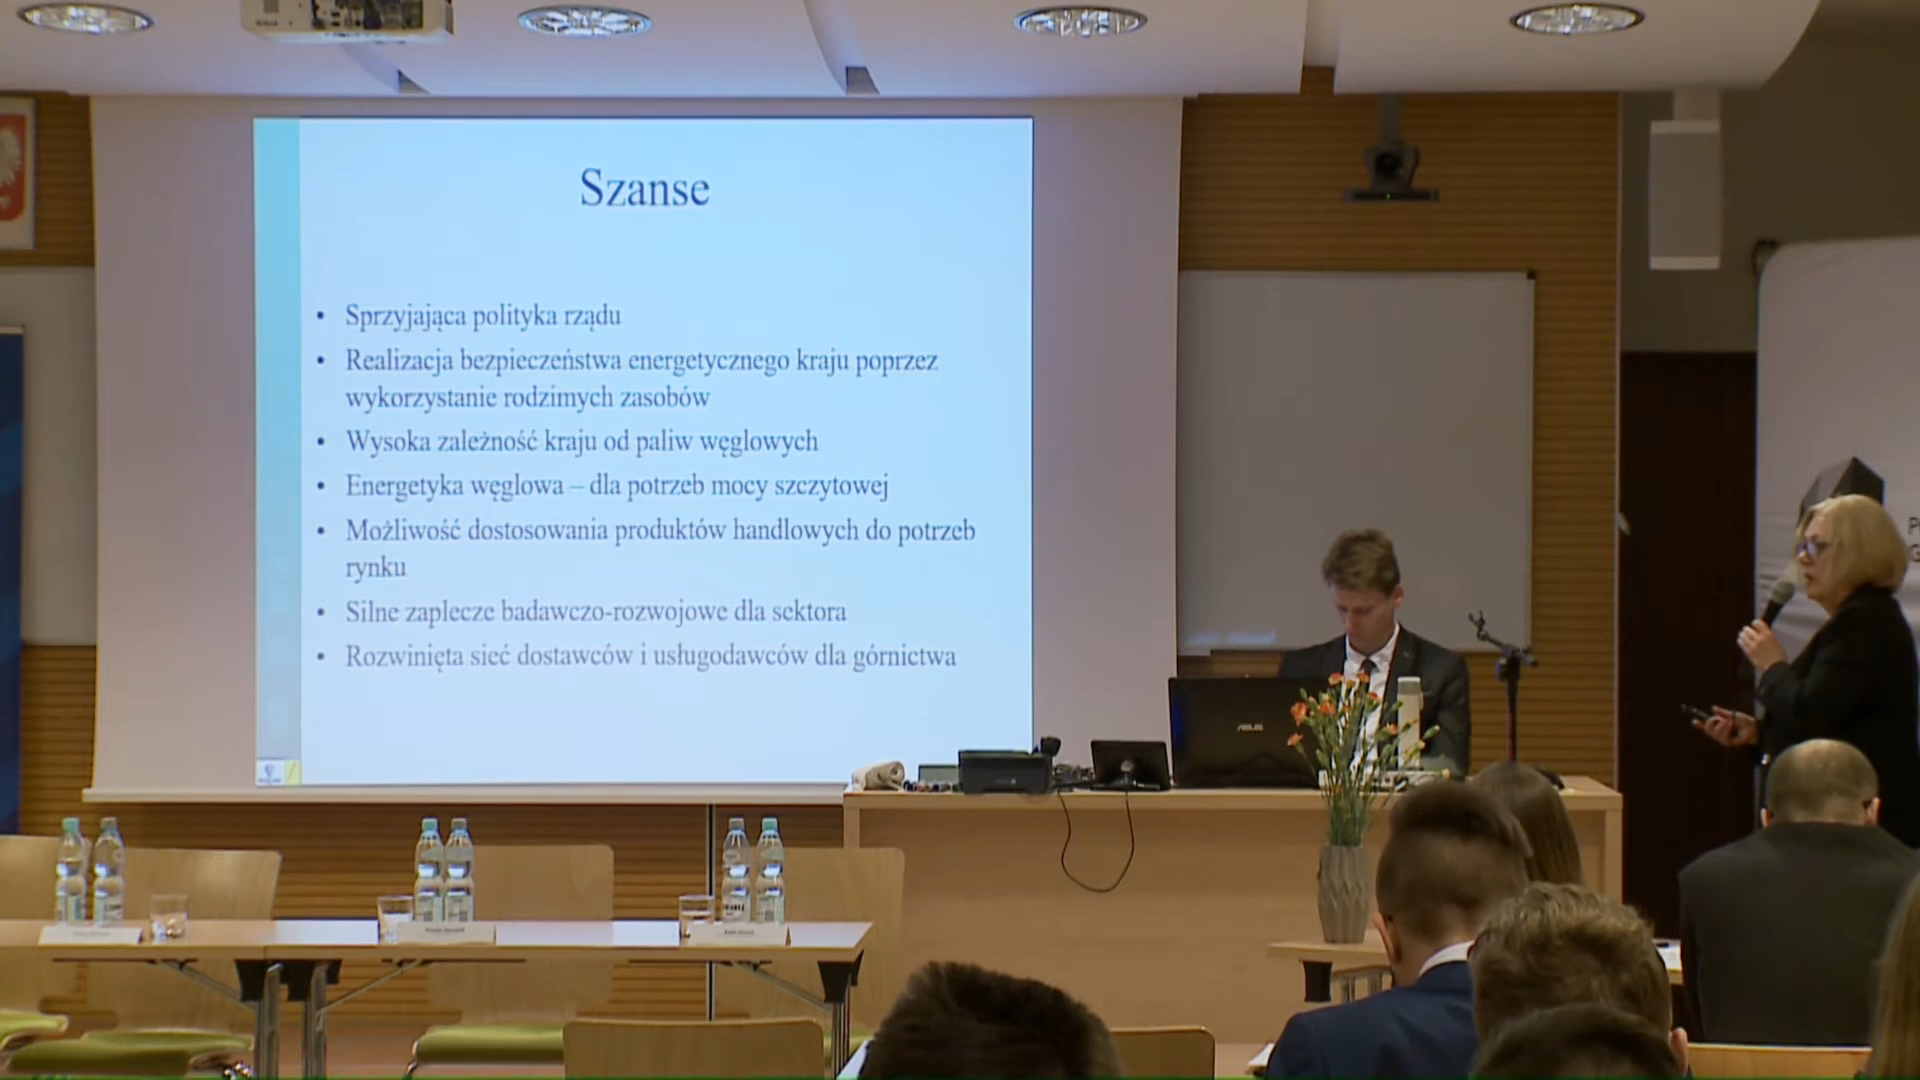 Szanse
• Sprzyjająca polityka rządu
• Realizacja bezpieczeństwa energetycznego kraju poprzez
wykorzystanie rodzimych zasobów
• Wysoka zależność kraju od paliw węglowych
• Energetyka węglowa – dla potrzeb mocy szczytowej
• Możliwość dostosowania produktów handlowych do potrzeb
rynku
• Silne zaplecze badawczo-rozwojowe dla sektora
• Rozwinięta sieć dostawców i usługodawców dla górnictwa
ASUS